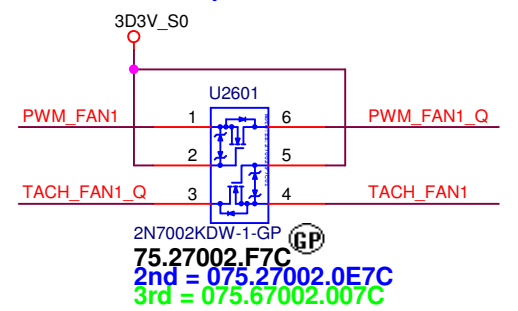 3D3V_S0
U2601
PWM_FAN1 1 6 PWM_FAN1_Q
2 5
TACH_FAN1_Q 3 4 TACH_FAN1
2N7002KDW-1-GP GP
75.27002.F7C
2nd = 075.27002.0E7C
3rd = 075.67002.007C